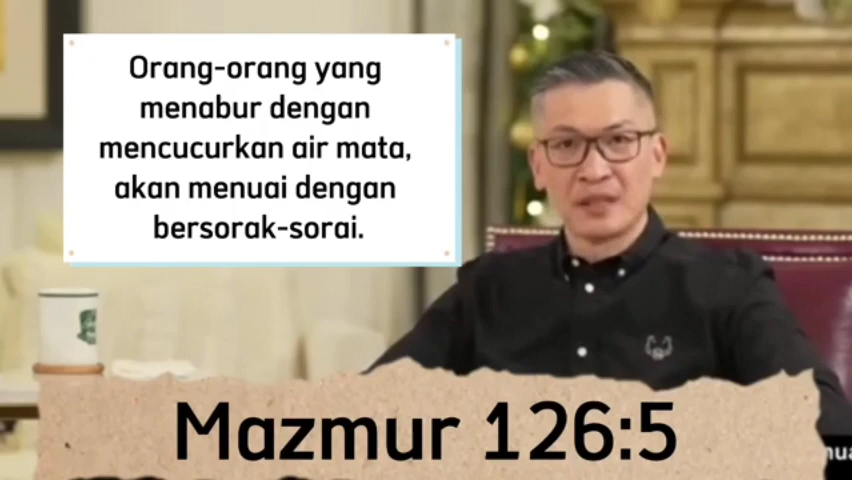 Orang-orang yang
menabur dengan
mencucurkan air mata,
akan menuai dengan
bersorak-sorai.
Mazmur 126:5